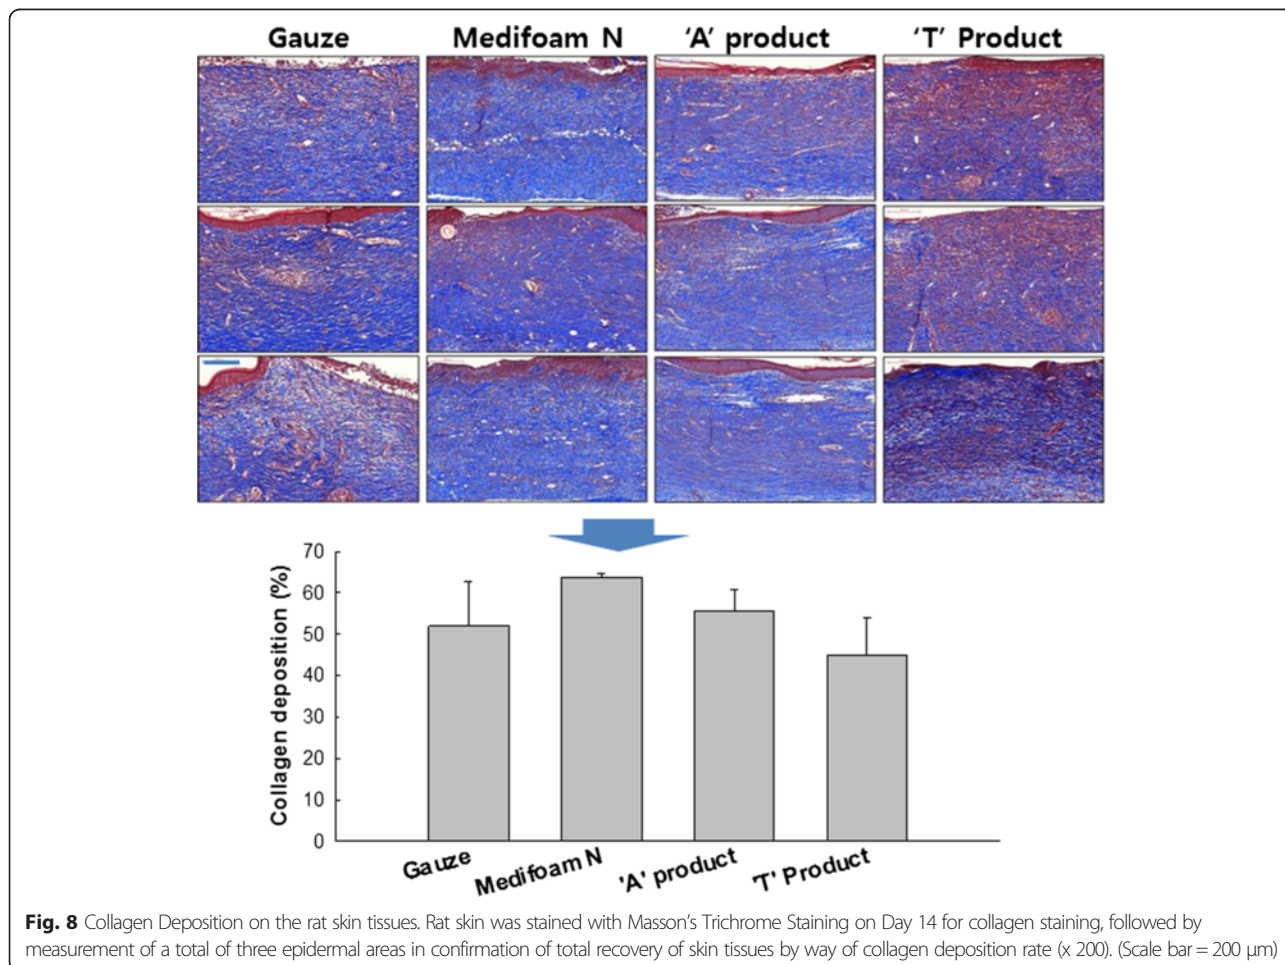 Gauze Medifoam N 'A' product 'T' Product
70
60
50
40
30
20
10
0
Collagen deposition (%)
Gauze Medifoam N 'A' product 'T' Product
Fig. 8 Collagen Deposition on the rat skin tissues. Rat skin was stained with Masson's Trichrome Staining on Day 14 for collagen staining, followed by
measurement of a total of three epidermal areas in confirmation of total recovery of skin tissues by way of collagen deposition rate (x 200). (Scale bar = 200 μm)